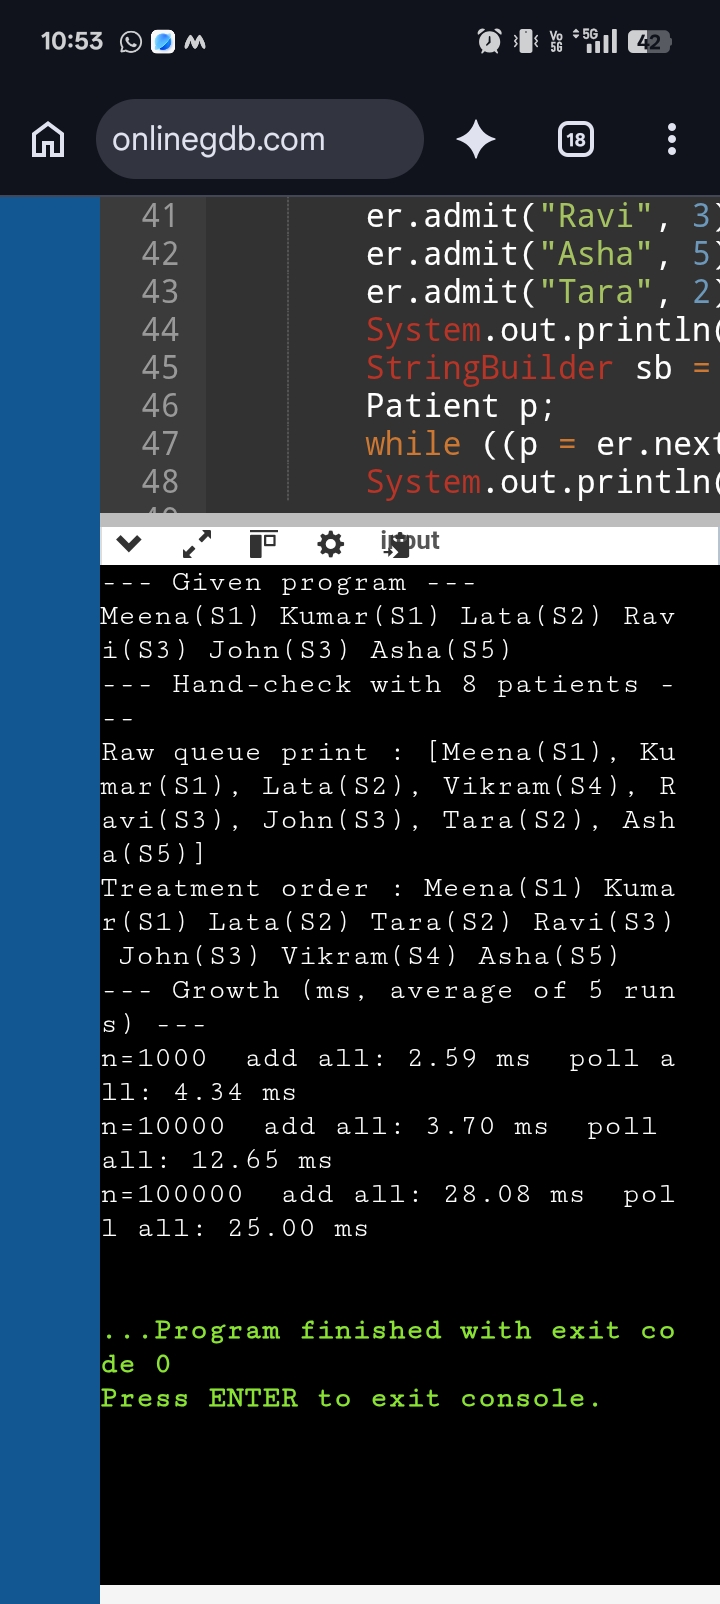 10:53 Vo 5G 5G 42
onlinegdb.com 18
41 er.admit("Ravi", 3)
42 er.admit("Asha", 5)
43 er.admit("Tara", 2)
44 System.out.println(
45 StringBuilder sb =
46 Patient p;
47 while ((p = er.next
48 System.out.println(
input
--- Given program ---
Meena(S1) Kumar(S1) Lata(S2) Rav
i(S3) John(S3) Asha(S5)
--- Hand-check with 8 patients -
--
Raw queue print : [Meena(S1), Ku
mar(S1), Lata(S2), Vikram(S4), R
avi(S3), John(S3), Tara(S2), Ash
a(S5)]
Treatment order : Meena(S1) Kuma
r(S1) Lata(S2) Tara(S2) Ravi(S3)
John(S3) Vikram(S4) Asha(S5)
--- Growth (ms, average of 5 run
s) ---
n=1000  add all: 2.59 ms  poll a
ll: 4.34 ms
n=10000  add all: 3.70 ms  poll
all: 12.65 ms
n=100000  add all: 28.08 ms  pol
l all: 25.00 ms
...Program finished with exit co
de 0
Press ENTER to exit console.